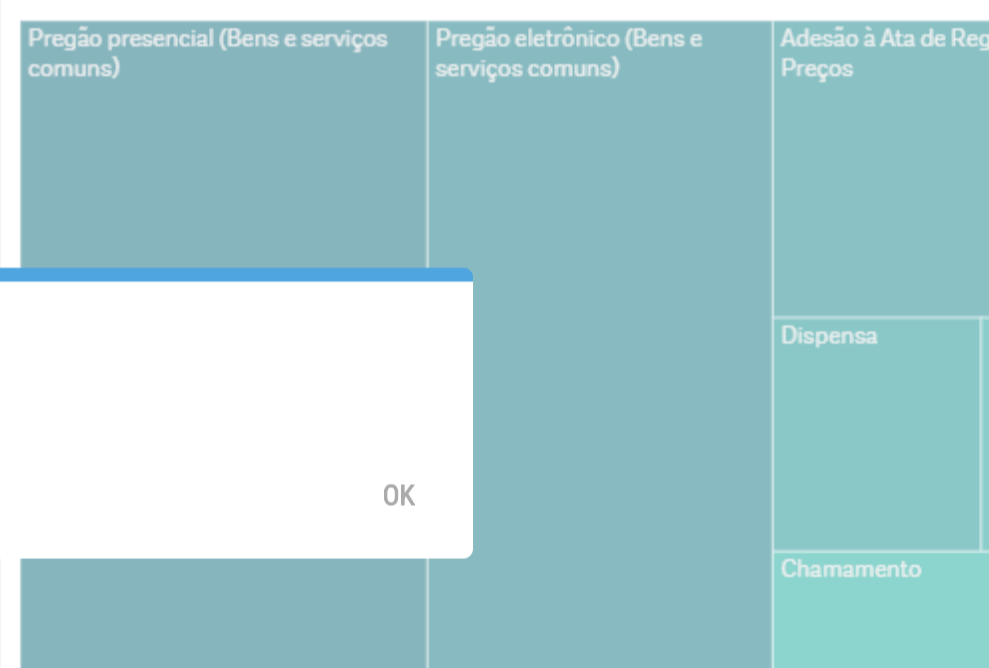 Pregão presencial (Bens e serviços
comuns)
Pregão eletrônico (Bens e
serviços comuns)
Adesão à Ata de Reg
Preços
Dispensa
OK
Chamamento